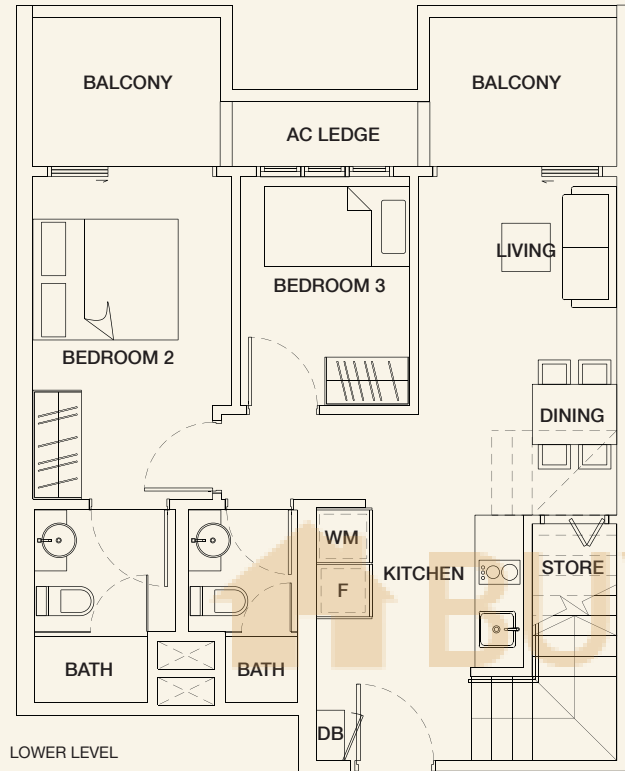 BALCONY
BALCONY
AC LEDGE
LIVING
BEDROOM 3
BEDROOM 2
DINING
WM
KITCHEN
STORE
F
BATH
BATH
DB
LOWER LEVEL